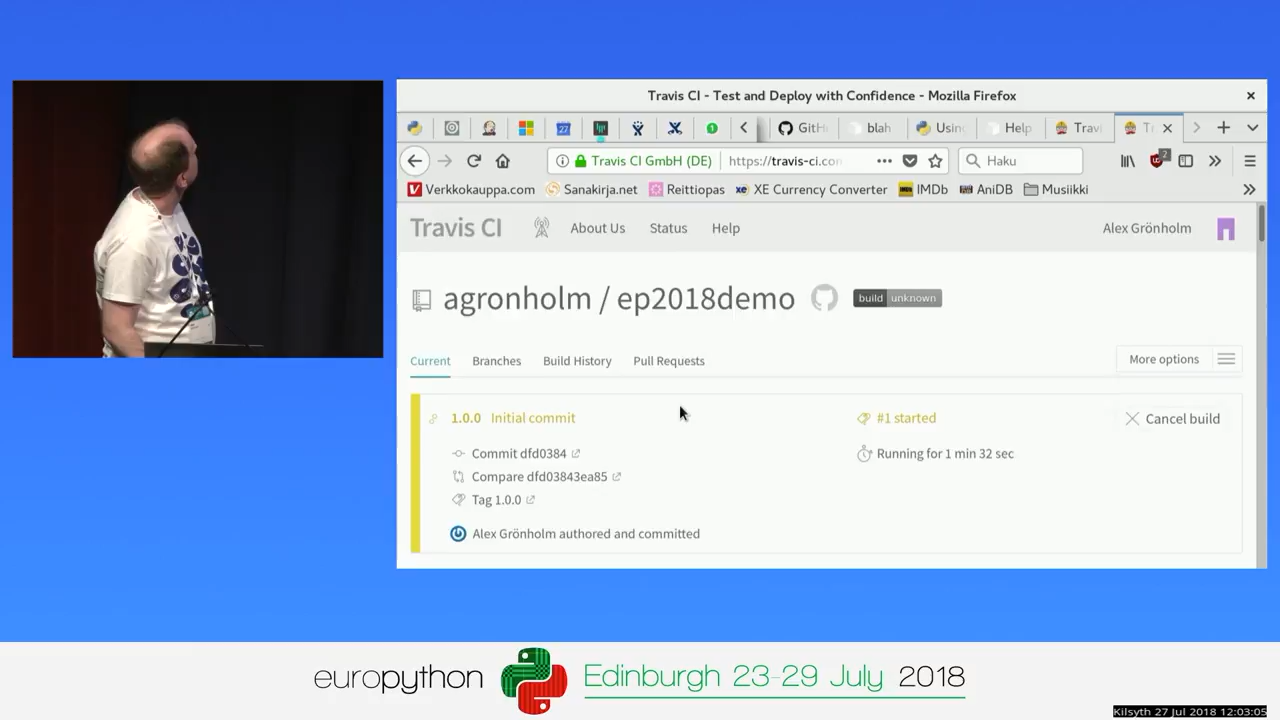 Travis CI - Test and Deploy with Confidence - Mozilla Firefox
GitH
blah
Using
Help
Travi
Travis CI GmbH (DE)
https://travis-ci.com
Haku
2
Verkkokauppa.com
Sanakirja.net
Reittiopas
XE Currency Converter
IMDb
AniDB
Musiikki
Travis CI
About Us
Status
Help
Alex Grönholm
agronholm / ep2018demo
build unknown
Current
Branches
Build History
Pull Requests
More options
1.0.0 Initial commit
#1 started
Cancel build
Commit dfd0384
Running for 1 min 32 sec
Compare dfd03843ea85
Tag 1.0.0
Alex Grönholm authored and committed
europython
Edinburgh 23-29 July 2018
Kilsyth 27 Jul 2018 12:03:05